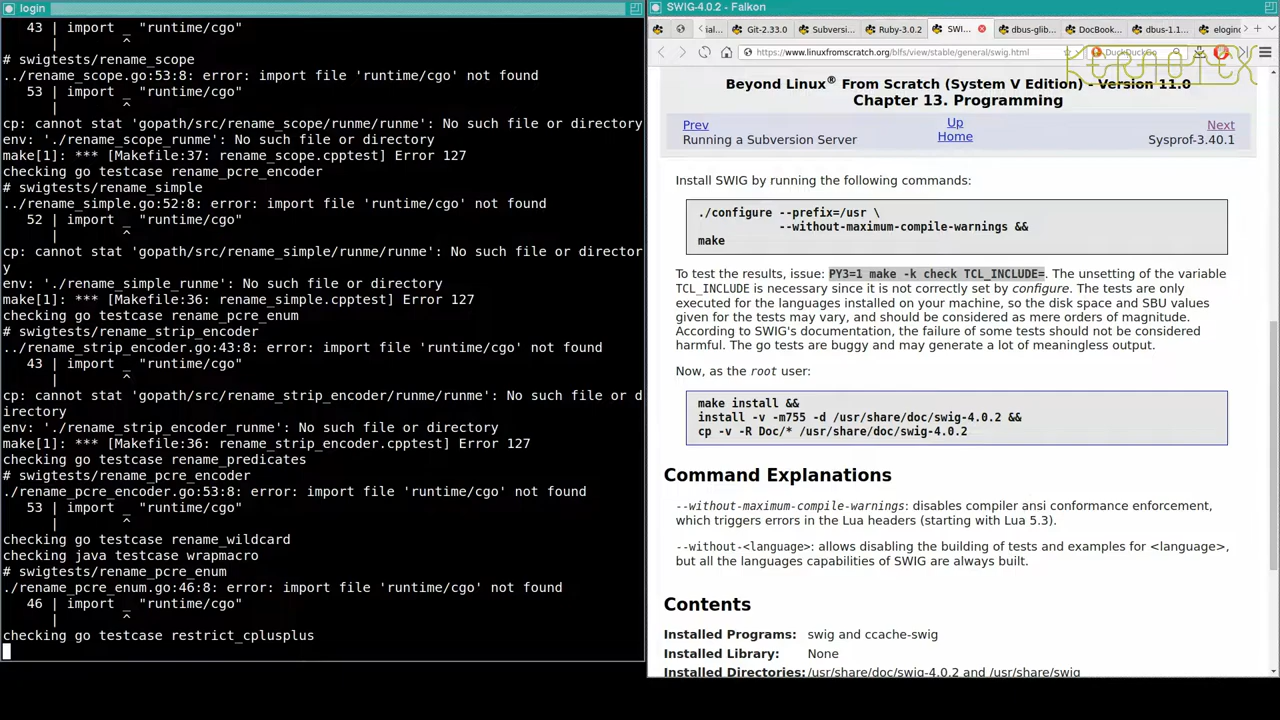 login
43 | import _ "runtime/cgo"
| ^
# swigtests/rename_scope
../rename_scope.go:53:8: error: import file 'runtime/cgo' not found
53 | import _ "runtime/cgo"
| ^
cp: cannot stat 'gopath/src/rename_scope/runme/runme': No such file or directory
env: './rename_scope_runme': No such file or directory
make[1]: *** [Makefile:37: rename_scope.cpptest] Error 127
checking go testcase rename_pcre_encoder
# swigtests/rename_simple
../rename_simple.go:52:8: error: import file 'runtime/cgo' not found
52 | import _ "runtime/cgo"
| ^
cp: cannot stat 'gopath/src/rename_simple/runme/runme': No such file or director
y
env: './rename_simple_runme': No such file or directory
make[1]: *** [Makefile:36: rename_simple.cpptest] Error 127
checking go testcase rename_pcre_enum
# swigtests/rename_strip_encoder
../rename_strip_encoder.go:43:8: error: import file 'runtime/cgo' not found
43 | import _ "runtime/cgo"
| ^
cp: cannot stat 'gopath/src/rename_strip_encoder/runme/runme': No such file or d
irectory
env: './rename_strip_encoder_runme': No such file or directory
make[1]: *** [Makefile:36: rename_strip_encoder.cpptest] Error 127
checking go testcase rename_predicates
# swigtests/rename_pcre_encoder
./rename_pcre_encoder.go:53:8: error: import file 'runtime/cgo' not found
53 | import _ "runtime/cgo"
| ^
checking go testcase rename_wildcard
checking java testcase wrapmacro
# swigtests/rename_pcre_enum
./rename_pcre_enum.go:46:8: error: import file 'runtime/cgo' not found
46 | import _ "runtime/cgo"
| ^
checking go testcase restrict_cplusplus
SWIG-4.0.2 - Falkon
ial... Git-2.33.0 Subversi... Ruby-3.0.2 SWI... dbus-glib... DocBook... dbus-1.1... eloginc
https://www.linuxfromscratch.org/blfs/view/stable/general/swig.html DuckDuckGo
KERNOTEX
Beyond Linux® From Scratch (System V Edition) - Version 11.0
Chapter 13. Programming
Prev Up Next
Running a Subversion Server Home Sysprof-3.40.1
Install SWIG by running the following commands:
./configure --prefix=/usr \
--without-maximum-compile-warnings &&
make
To test the results, issue: PY3=1 make -k check TCL_INCLUDE=. The unsetting of the variable
TCL_INCLUDE is necessary since it is not correctly set by configure. The tests are only
executed for the languages installed on your machine, so the disk space and SBU values
given for the tests may vary, and should be considered as mere orders of magnitude.
According to SWIG's documentation, the failure of some tests should not be considered
harmful. The go tests are buggy and may generate a lot of meaningless output.
Now, as the root user:
make install &&
install -v -m755 -d /usr/share/doc/swig-4.0.2 &&
cp -v -R Doc/* /usr/share/doc/swig-4.0.2
Command Explanations
--without-maximum-compile-warnings: disables compiler ansi conformance enforcement,
which triggers errors in the Lua headers (starting with Lua 5.3).
--without-<language>: allows disabling the building of tests and examples for <language>,
but all the languages capabilities of SWIG are always built.
Contents
Installed Programs: swig and ccache-swig
Installed Library: None
Installed Directories: /usr/share/doc/swig-4.0.2 and /usr/share/swig